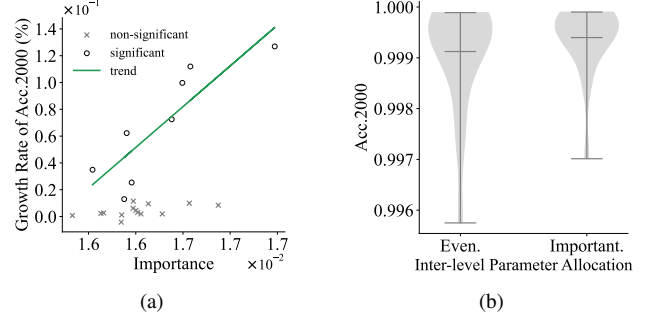 ×10⁻¹
1.4
1.2
1.0
0.8
0.6
0.4
0.2
0.0
Growth Rate of Acc.2000 (%)
non-significant
significant
trend
1.6 1.6 1.7 1.7 1.7
Importance ×10⁻²
(a)
1.000
0.999
0.998
0.997
0.996
Acc.2000
Even. Important.
Inter-level Parameter Allocation
(b)